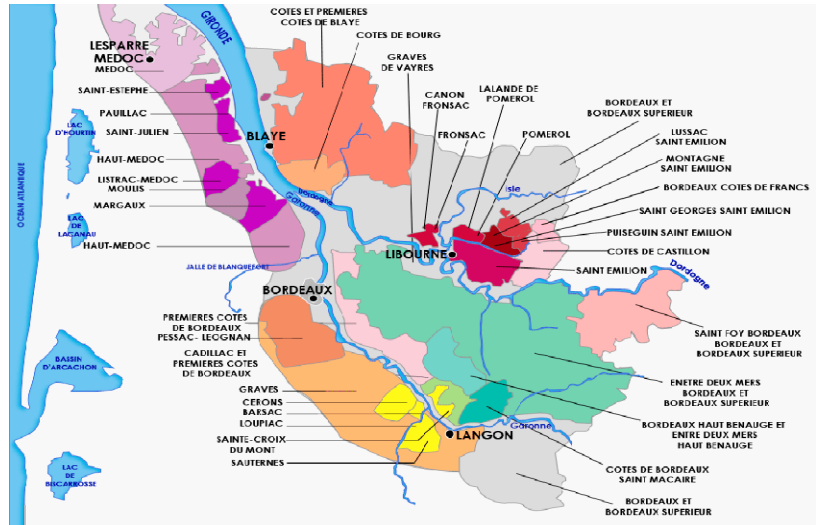 COTES ET PREMIERES
COTES DE BLAYE
COTES DE BOURG
GRAVES
DE VAYRES
GIRONDE
LESPARRE
MEDOC
MEDOC
SAINT-ESTEPHE
PAUILLAC
SAINT-JULIEN
HAUT-MEDOC
LISTRAC-MEDOC
MOULIS
MARGAUX
HAUT-MEDOC
LAC
D'HOURTIN
LAC
DE
LACANAU
OCEAN ATLANTIQUE
BLAYE
Dordogne
Garonne
CANON
FRONSAC
FRONSAC
LALANDE DE
POMEROL
POMEROL
BORDEAUX ET
BORDEAUX SUPERIEUR
LUSSAC
SAINT EMILION
MONTAGNE
SAINT EMILION
BORDEAUX COTES DE FRANCS
SAINT GEORGES SAINT EMILION
PUISEGUIN SAINT EMILION
COTES DE CASTILLON
SAINT EMILION
Isle
LIBOURNE
Dordogne
JALLE DE BLANQUEFORT
BORDEAUX
PREMIERES COTES
DE BORDEAUX
PESSAC- LEOGNAN
CADILLAC ET
PREMIERES COTES
DE BORDEAUX
GRAVES
CERONS
BARSAC
LOUPIAC
SAINTE-CROIX
DU MONT
SAUTERNES
BASSIN
D'ARCACHON
LAC
DE
BISCARROSSE
SAINT FOY BORDEAUX
BORDEAUX ET
BORDEAUX SUPERIEUR
ENETRE DEUX MERS
BORDEAUX ET
BORDEAUX SUPERIEUR
BORDEAUX HAUT BENAUGE ET
ENTRE DEUX MERS
HAUT BENAUGE
Garonne
LANGON
COTES DE BORDEAUX
SAINT MACAIRE
BORDEAUX ET
BORDEAUX SUPERIEUR